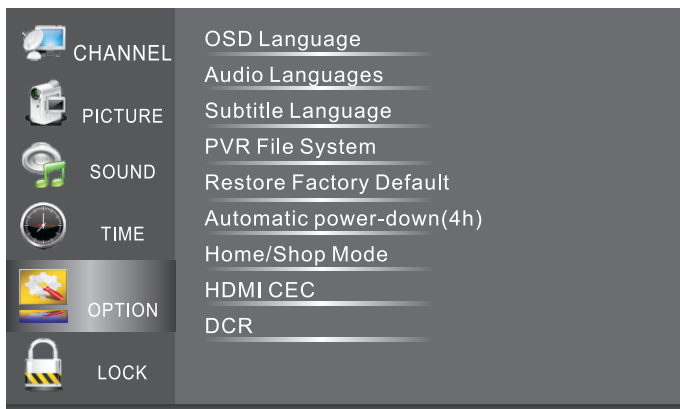 CHANNEL
PICTURE
SOUND
TIME
OPTION
LOCK
OSD Language
Audio Languages
Subtitle Language
PVR File System
Restore Factory Default
Automatic power-down(4h)
Home/Shop Mode
HDMI CEC
DCR